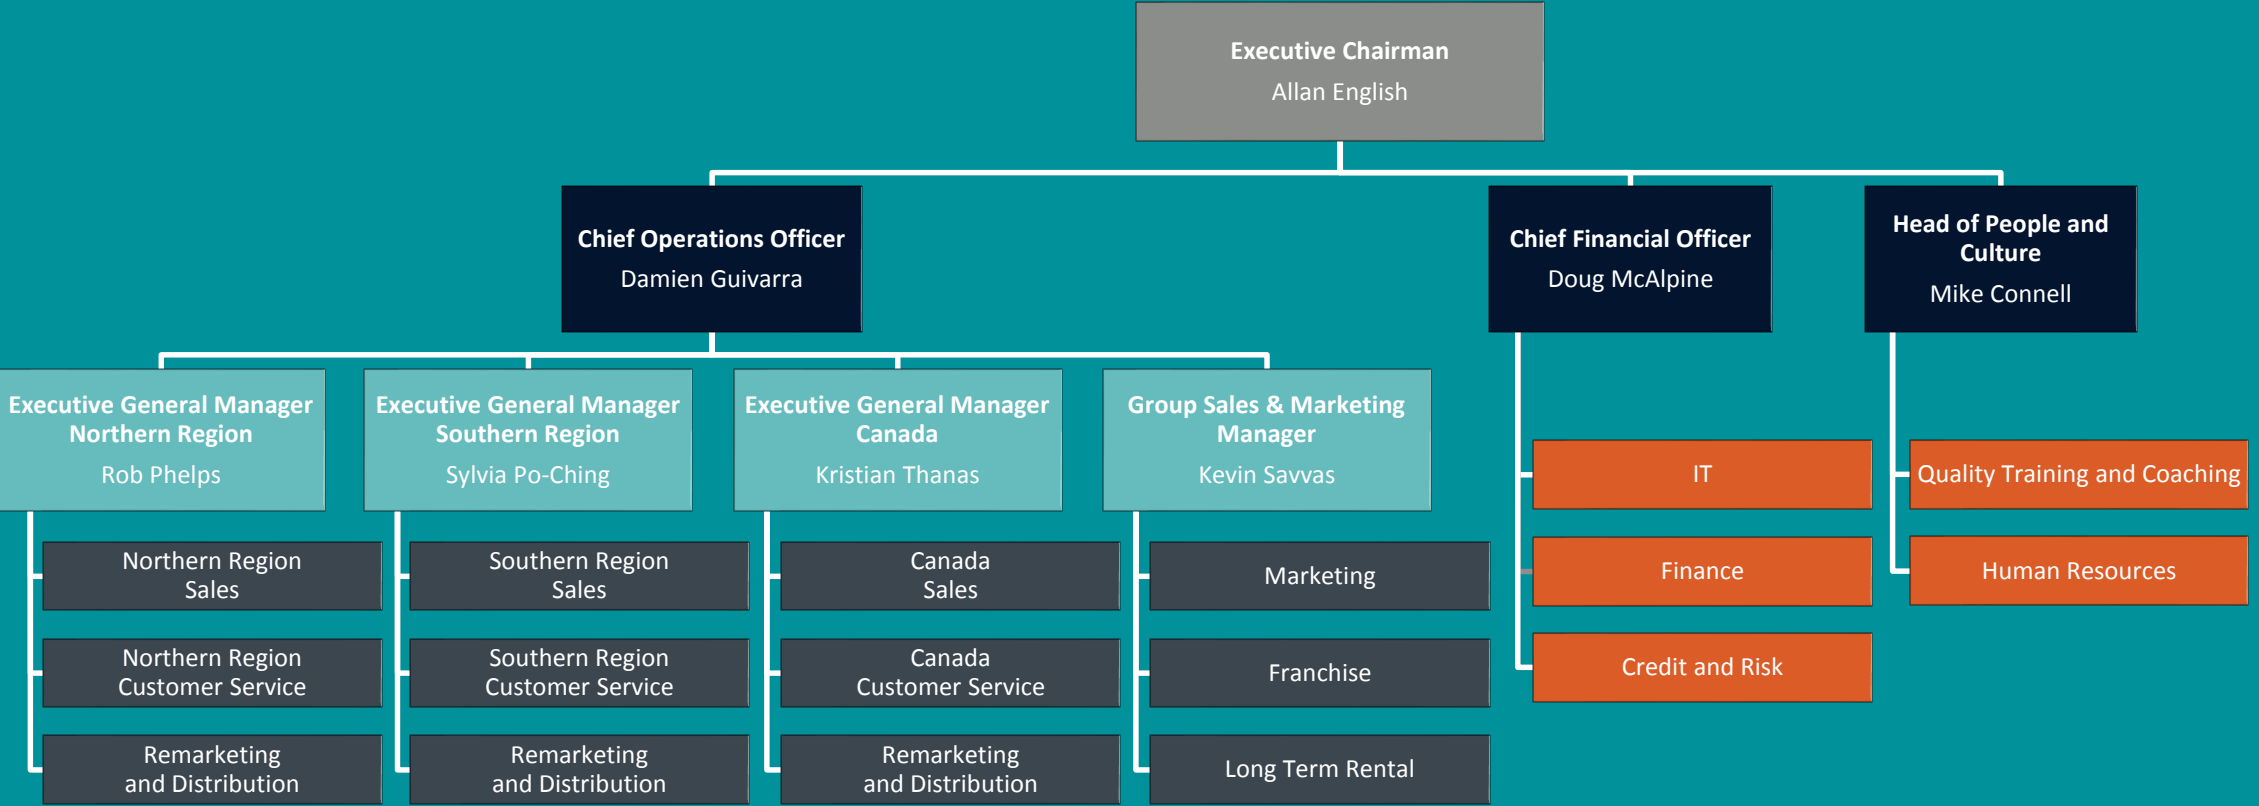 Executive Chairman
Allan English
Chief Operations Officer
Damien Guivarra
Chief Financial Officer
Doug McAlpine
Head of People and
Culture
Mike Connell
Executive General Manager
Northern Region
Rob Phelps
Executive General Manager
Southern Region
Sylvia Po-Ching
Executive General Manager
Canada
Kristian Thanas
Group Sales & Marketing
Manager
Kevin Savvas
Northern Region
Sales
Northern Region
Customer Service
Remarketing
and Distribution
Southern Region
Sales
Southern Region
Customer Service
Remarketing
and Distribution
Canada
Sales
Canada
Customer Service
Remarketing
and Distribution
Marketing
Franchise
Long Term Rental
IT
Finance
Credit and Risk
Quality Training and Coaching
Human Resources